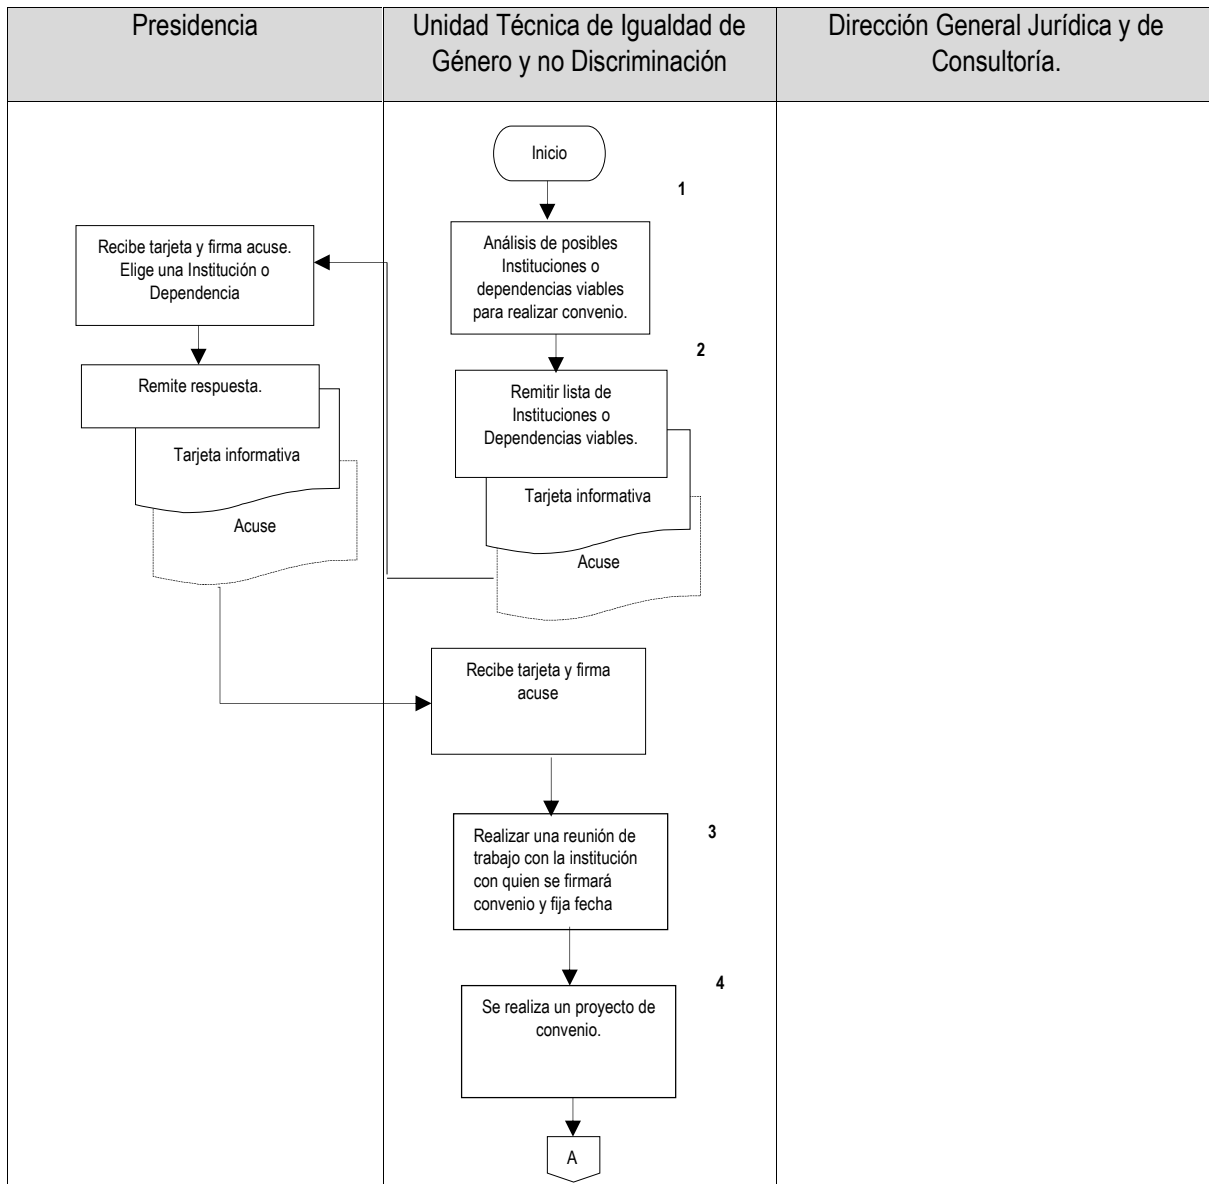 Presidencia
Unidad Técnica de Igualdad de
Género y no Discriminación
Dirección General Jurídica y de
Consultoría.
Inicio
1
Análisis de posibles
Instituciones o
dependencias viables
para realizar convenio.
2
Remitir lista de
Instituciones o
Dependencias viables.
Tarjeta informativa
Acuse
Recibe tarjeta y firma acuse.
Elige una Institución o
Dependencia
Remite respuesta.
Tarjeta informativa
Acuse
Recibe tarjeta y firma
acuse
Realizar una reunión de
trabajo con la institución
con quien se firmará
convenio y fija fecha
3
Se realiza un proyecto de
convenio.
4
A